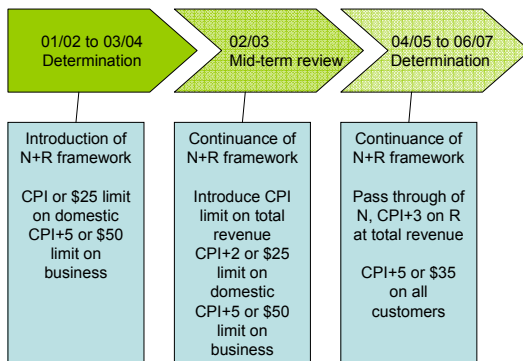 01/02 to 03/04
Determination
02/03
Mid-term review
04/05 to 06/07
Determination
Introduction of
N+R framework
CPI or $25 limit
on domestic
CPI+5 or $50
limit on
business
Continuance of
N+R framework
Introduce CPI
limit on total
revenue
CPI+2 or $25
limit on
domestic
CPI+5 or $50
limit on
business
Continuance of
N+R framework
Pass through of
N, CPI+3 on R
at total revenue
CPI+5 or $35
on all
customers